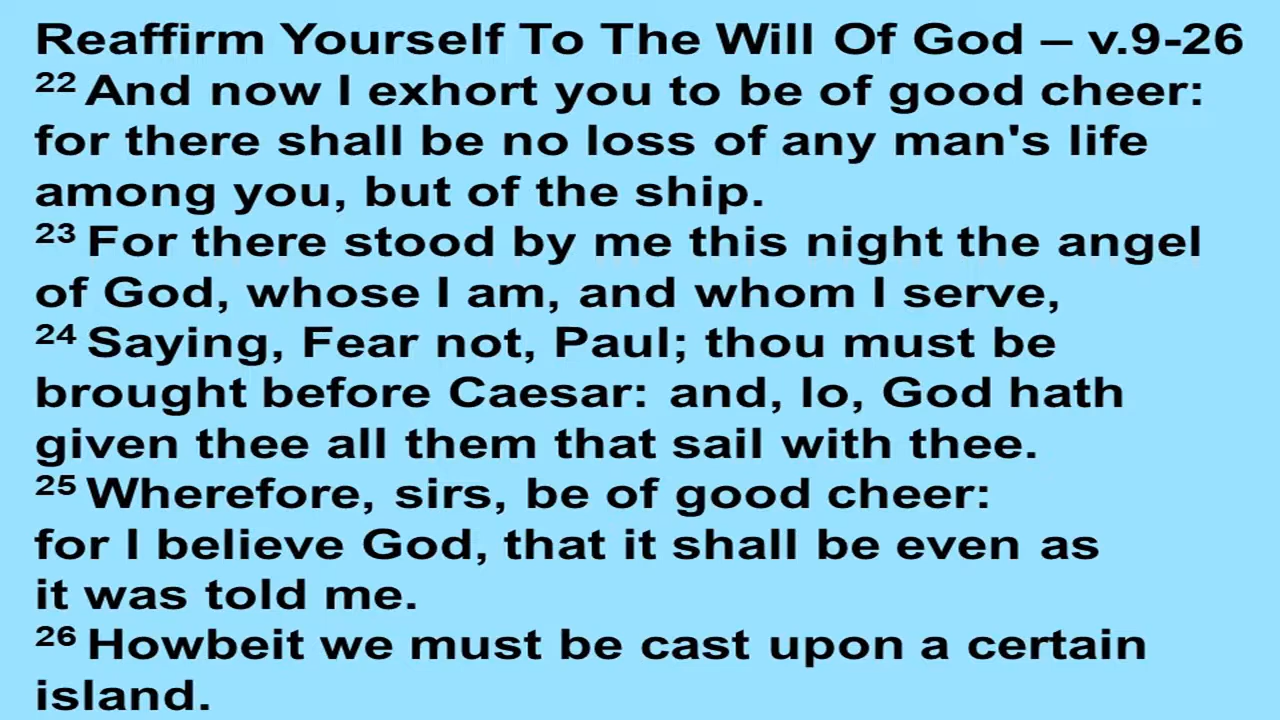 Reaffirm Yourself To The Will Of God – v.9-26
22 And now I exhort you to be of good cheer:
for there shall be no loss of any man's life
among you, but of the ship.
23 For there stood by me this night the angel
of God, whose I am, and whom I serve,
24 Saying, Fear not, Paul; thou must be
brought before Caesar: and, lo, God hath
given thee all them that sail with thee.
25 Wherefore, sirs, be of good cheer:
for I believe God, that it shall be even as
it was told me.
26 Howbeit we must be cast upon a certain
island.